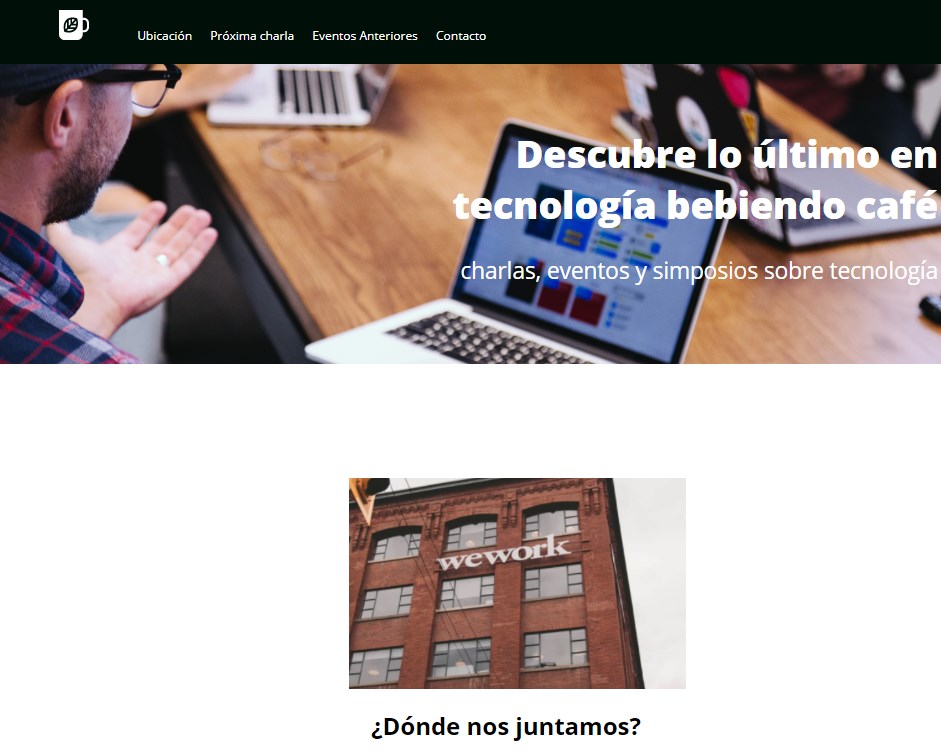 Ubicación Próxima charla Eventos Anteriores Contacto
Descubre lo último en
tecnología bebiendo café
charlas, eventos y simposios sobre tecnología
wework
¿Dónde nos juntamos?